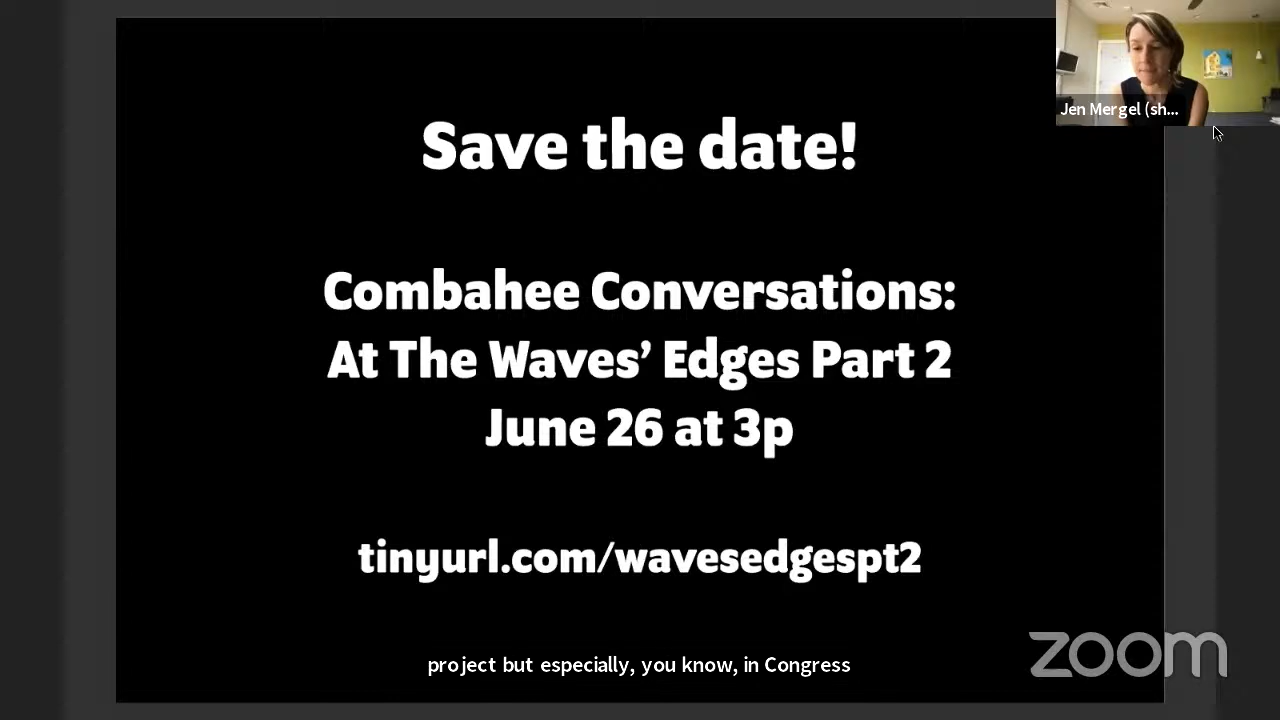 Jen Mergel (sh...
Save the date!
Combahee Conversations:
At The Waves’ Edges Part 2
June 26 at 3p
tinyurl.com/wavesedgespt2
project but especially, you know, in Congress
zoom